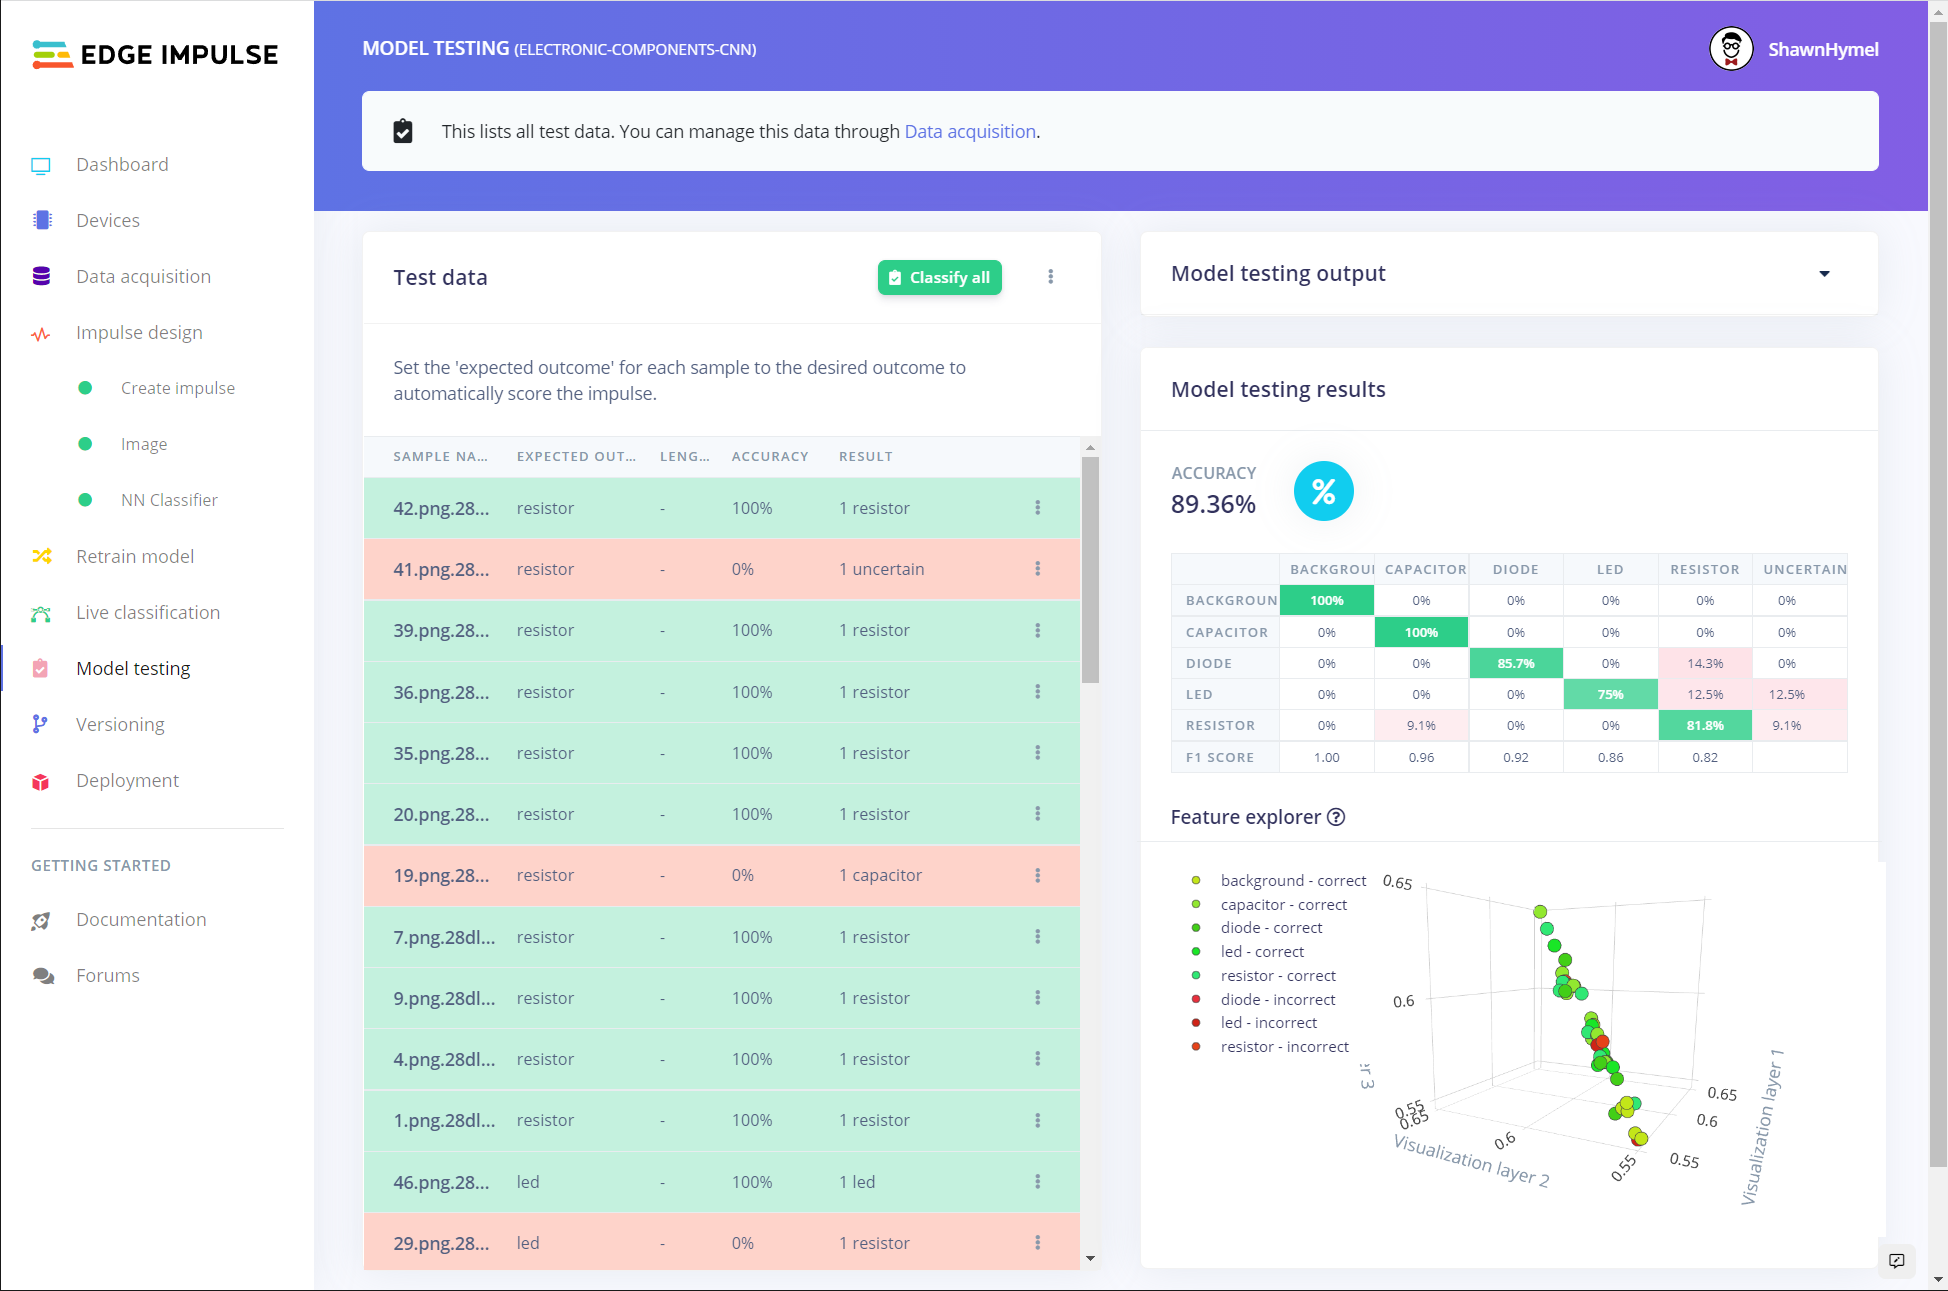 EDGE IMPULSE
Dashboard
Devices
Data acquisition
Impulse design
Create impulse
Image
NN Classifier
Retrain model
Live classification
Model testing
Versioning
Deployment
GETTING STARTED
Documentation
Forums
MODEL TESTING (ELECTRONIC-COMPONENTS-CNN)
ShawnHymel
This lists all test data. You can manage this data through Data acquisition.
Test data
Classify all
Set the 'expected outcome' for each sample to the desired outcome to
automatically score the impulse.
SAMPLE NA... EXPECTED OUT... LENG... ACCURACY RESULT
42.png.28... resistor - 100% 1 resistor
41.png.28... resistor - 0% 1 uncertain
39.png.28... resistor - 100% 1 resistor
36.png.28... resistor - 100% 1 resistor
35.png.28... resistor - 100% 1 resistor
20.png.28... resistor - 100% 1 resistor
19.png.28... resistor - 0% 1 capacitor
7.png.28dl... resistor - 100% 1 resistor
9.png.28dl... resistor - 100% 1 resistor
4.png.28dl... resistor - 100% 1 resistor
1.png.28dl... resistor - 100% 1 resistor
46.png.28... led - 100% 1 led
29.png.28... led - 0% 1 resistor
Model testing output
Model testing results
ACCURACY
89.36%
%
BACKGROU CAPACITOR DIODE LED RESISTOR UNCERTAIN
BACKGROUN 100% 0% 0% 0% 0% 0%
CAPACITOR 0% 100% 0% 0% 0% 0%
DIODE 0% 0% 85.7% 0% 14.3% 0%
LED 0% 0% 0% 75% 12.5% 12.5%
RESISTOR 0% 9.1% 0% 0% 81.8% 9.1%
F1 SCORE 1.00 0.96 0.92 0.86 0.82
Feature explorer
background - correct
capacitor - correct
diode - correct
led - correct
resistor - correct
diode - incorrect
led - incorrect
resistor - incorrect
0.65
0.6
0.55
er 3
0.65
0.6
0.55
Visualization layer 2
0.65
0.6
0.55
Visualization layer 1